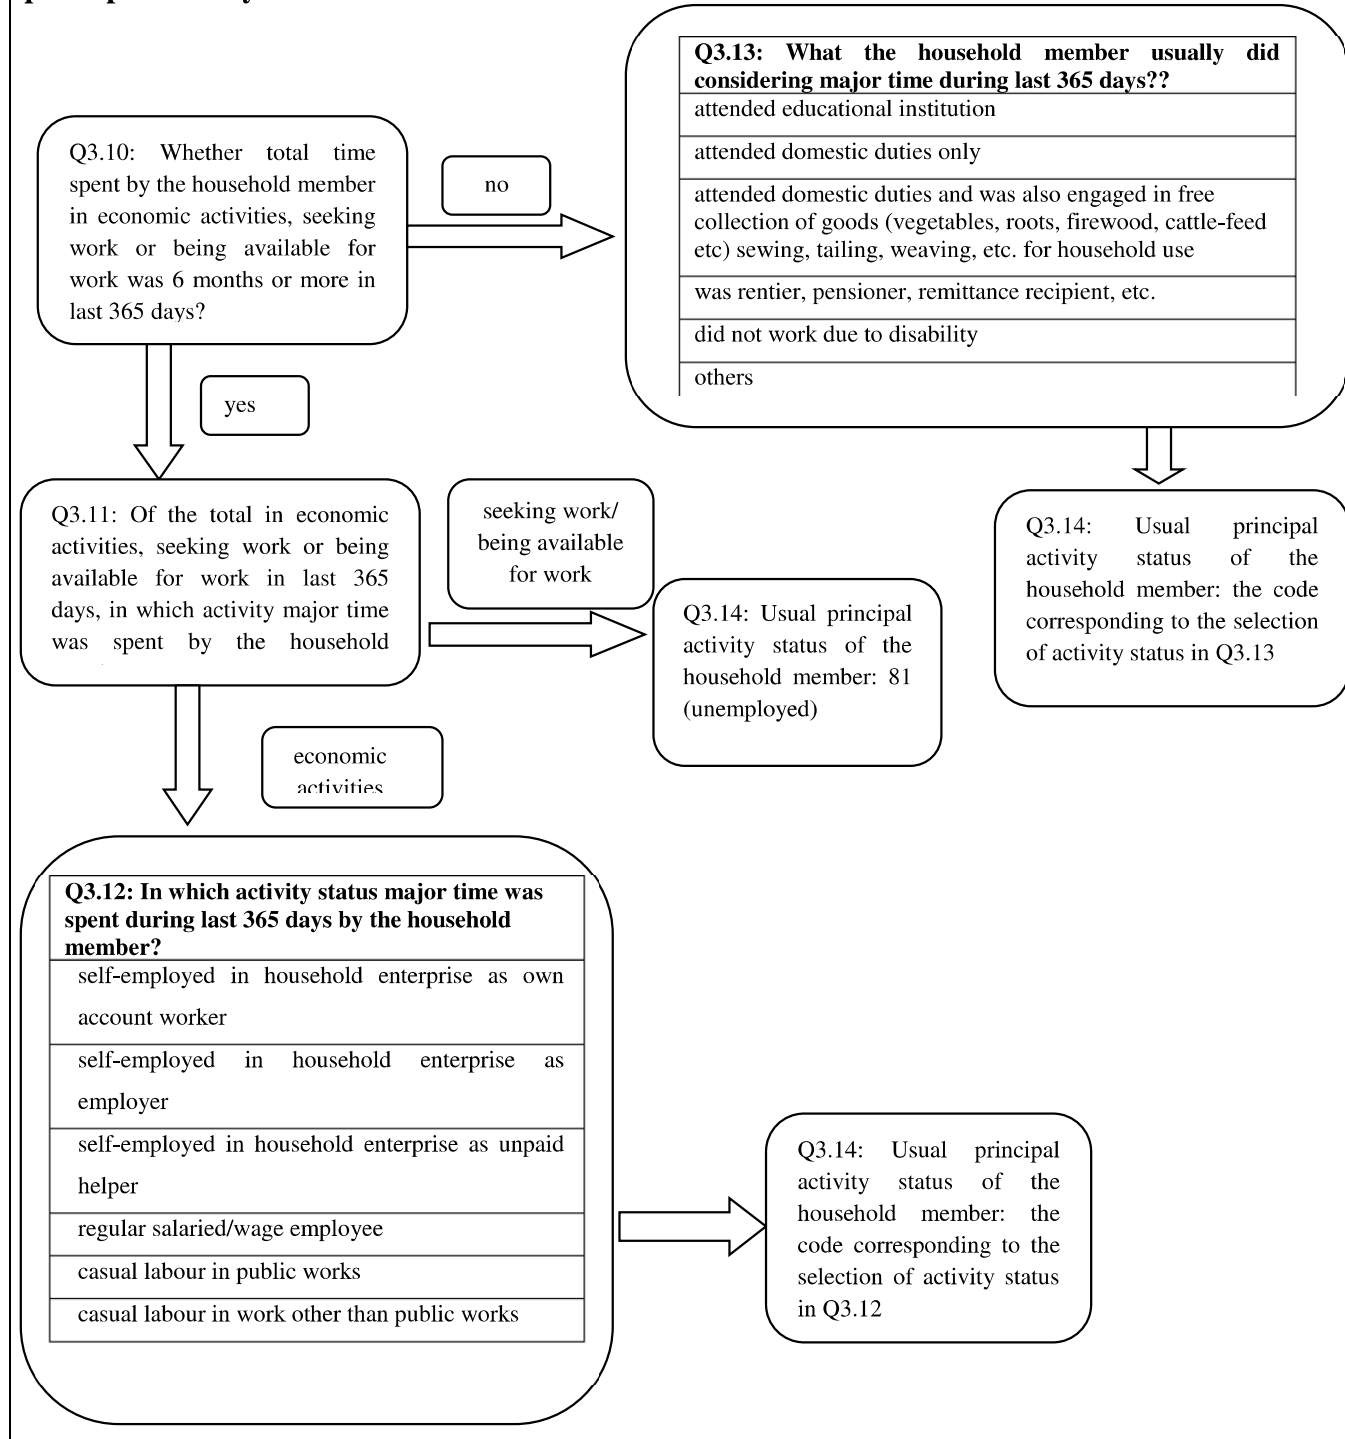 Q3.13: What the household member usually did
considering major time during last 365 days??
attended educational institution
attended domestic duties only
attended domestic duties and was also engaged in free
collection of goods (vegetables, roots, firewood, cattle-feed
etc) sewing, tailing, weaving, etc. for household use
was rentier, pensioner, remittance recipient, etc.
did not work due to disability
others
Q3.10: Whether total time
spent by the household member
in economic activities, seeking
work or being available for
work was 6 months or more in
last 365 days?
no
yes
Q3.11: Of the total in economic
activities, seeking work or being
available for work in last 365
days, in which activity major time
was spent by the household
seeking work/
being available
for work
Q3.14: Usual principal
activity status of the
household member: 81
(unemployed)
Q3.14: Usual principal
activity status of the
household member: the code
corresponding to the selection
of activity status in Q3.13
economic
activities
Q3.12: In which activity status major time was
spent during last 365 days by the household
member?
self-employed in household enterprise as own
account worker
self-employed in household enterprise as
employer
self-employed in household enterprise as unpaid
helper
regular salaried/wage employee
casual labour in public works
casual labour in work other than public works
Q3.14: Usual principal
activity status of the
household member: the
code corresponding to the
selection of activity status
in Q3.12